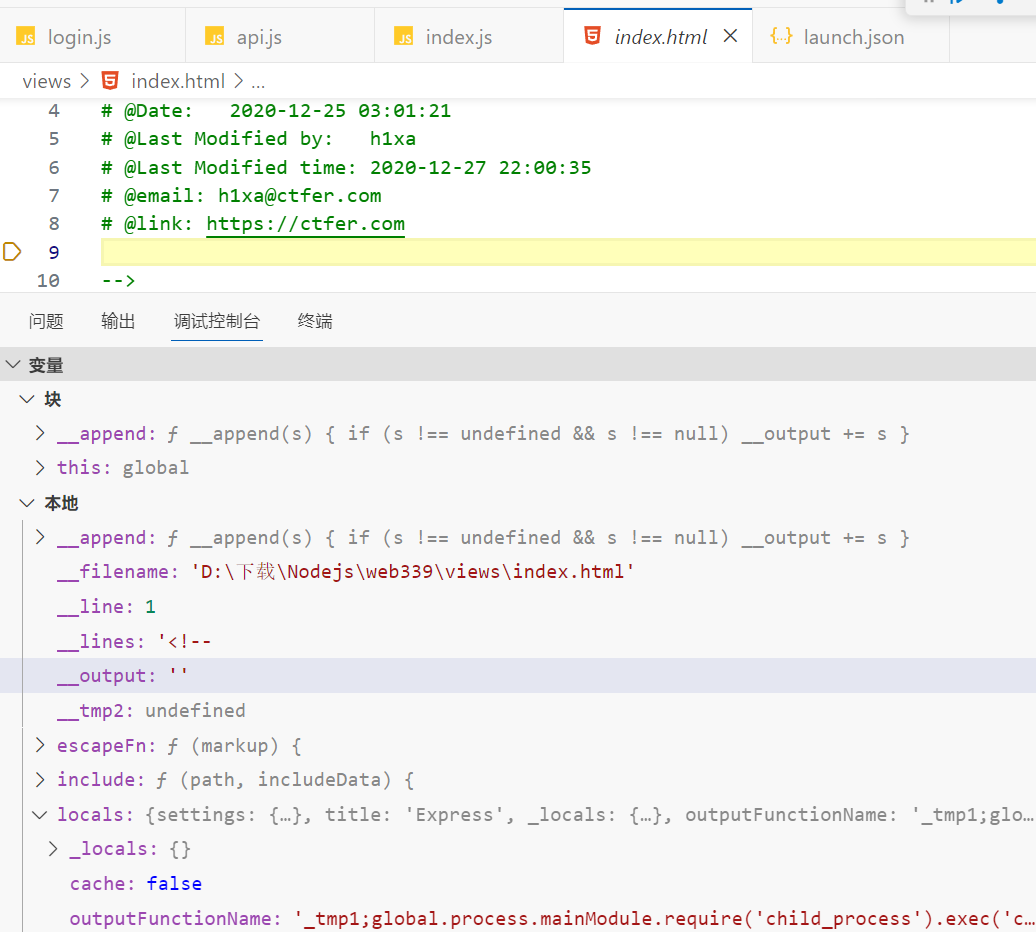 JS login.js JS api.js JS index.js 5 index.html {..} launch.json
views > 5 index.html > ...
4 # @Date:   2020-12-25 03:01:21
5 # @Last Modified by:   h1xa
6 # @Last Modified time: 2020-12-27 22:00:35
7 # @email: h1xa@ctfer.com
8 # @link: https://ctfer.com
9
10 -->
问题 输出 调试控制台 终端
变量
块
__append: ƒ __append(s) { if (s !== undefined && s !== null) __output += s }
this: global
本地
__append: ƒ __append(s) { if (s !== undefined && s !== null) __output += s }
__filename: 'D:\下载\Nodejs\web339\views\index.html'
__line: 1
__lines: '<!--
__output: ''
__tmp2: undefined
escapeFn: ƒ (markup) {
include: ƒ (path, includeData) {
locals: {settings: {…}, title: 'Express', _locals: {…}, outputFunctionName: '_tmp1;glo…
_locals: {}
cache: false
outputFunctionName: '_tmp1;global.process.mainModule.require('child_process').exec('c…